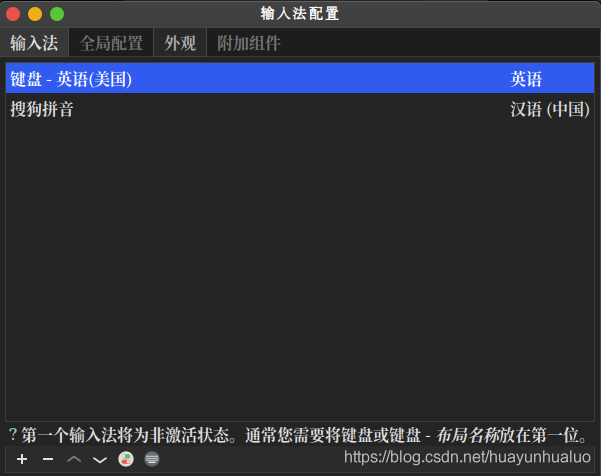 输入法配置
输入法 全局配置 外观 附加组件
键盘 - 英语(美国) 英语
搜狗拼音 汉语 (中国)
? 第一个输入法将为非激活状态。通常您需要将键盘或键盘 - 布局名称放在第一位。
https://blog.csdn.net/huayunhualuo